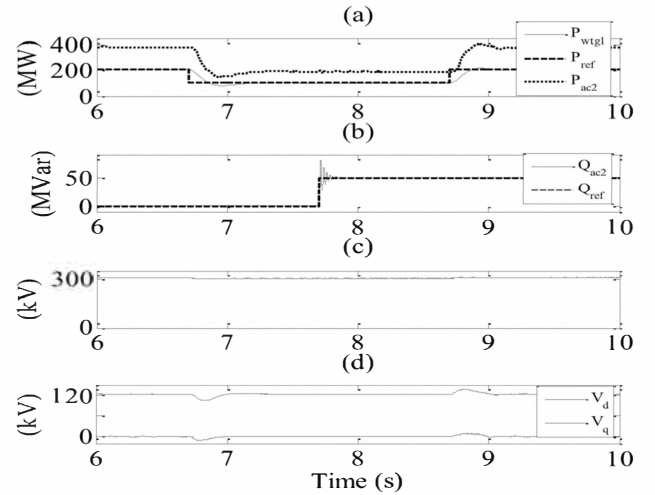 (a)
(MW)
400
200
0
P_wtgl
P_ref
P_ac2
6 7 8 9 10
(b)
(MVar)
50
0
Q_ac2
Q_ref
6 7 8 9 10
(c)
(kV)
300
0
6 7 8 9 10
(d)
(kV)
120
0
V_d
V_q
6 7 8 9 10
Time (s)